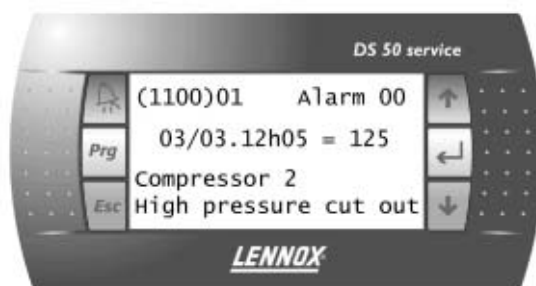 DS 50 service
(1100)01 Alarm 00
Prg
03/03.12h05 = 125
Compressor 2
Esc
High pressure cut out
LENNOX